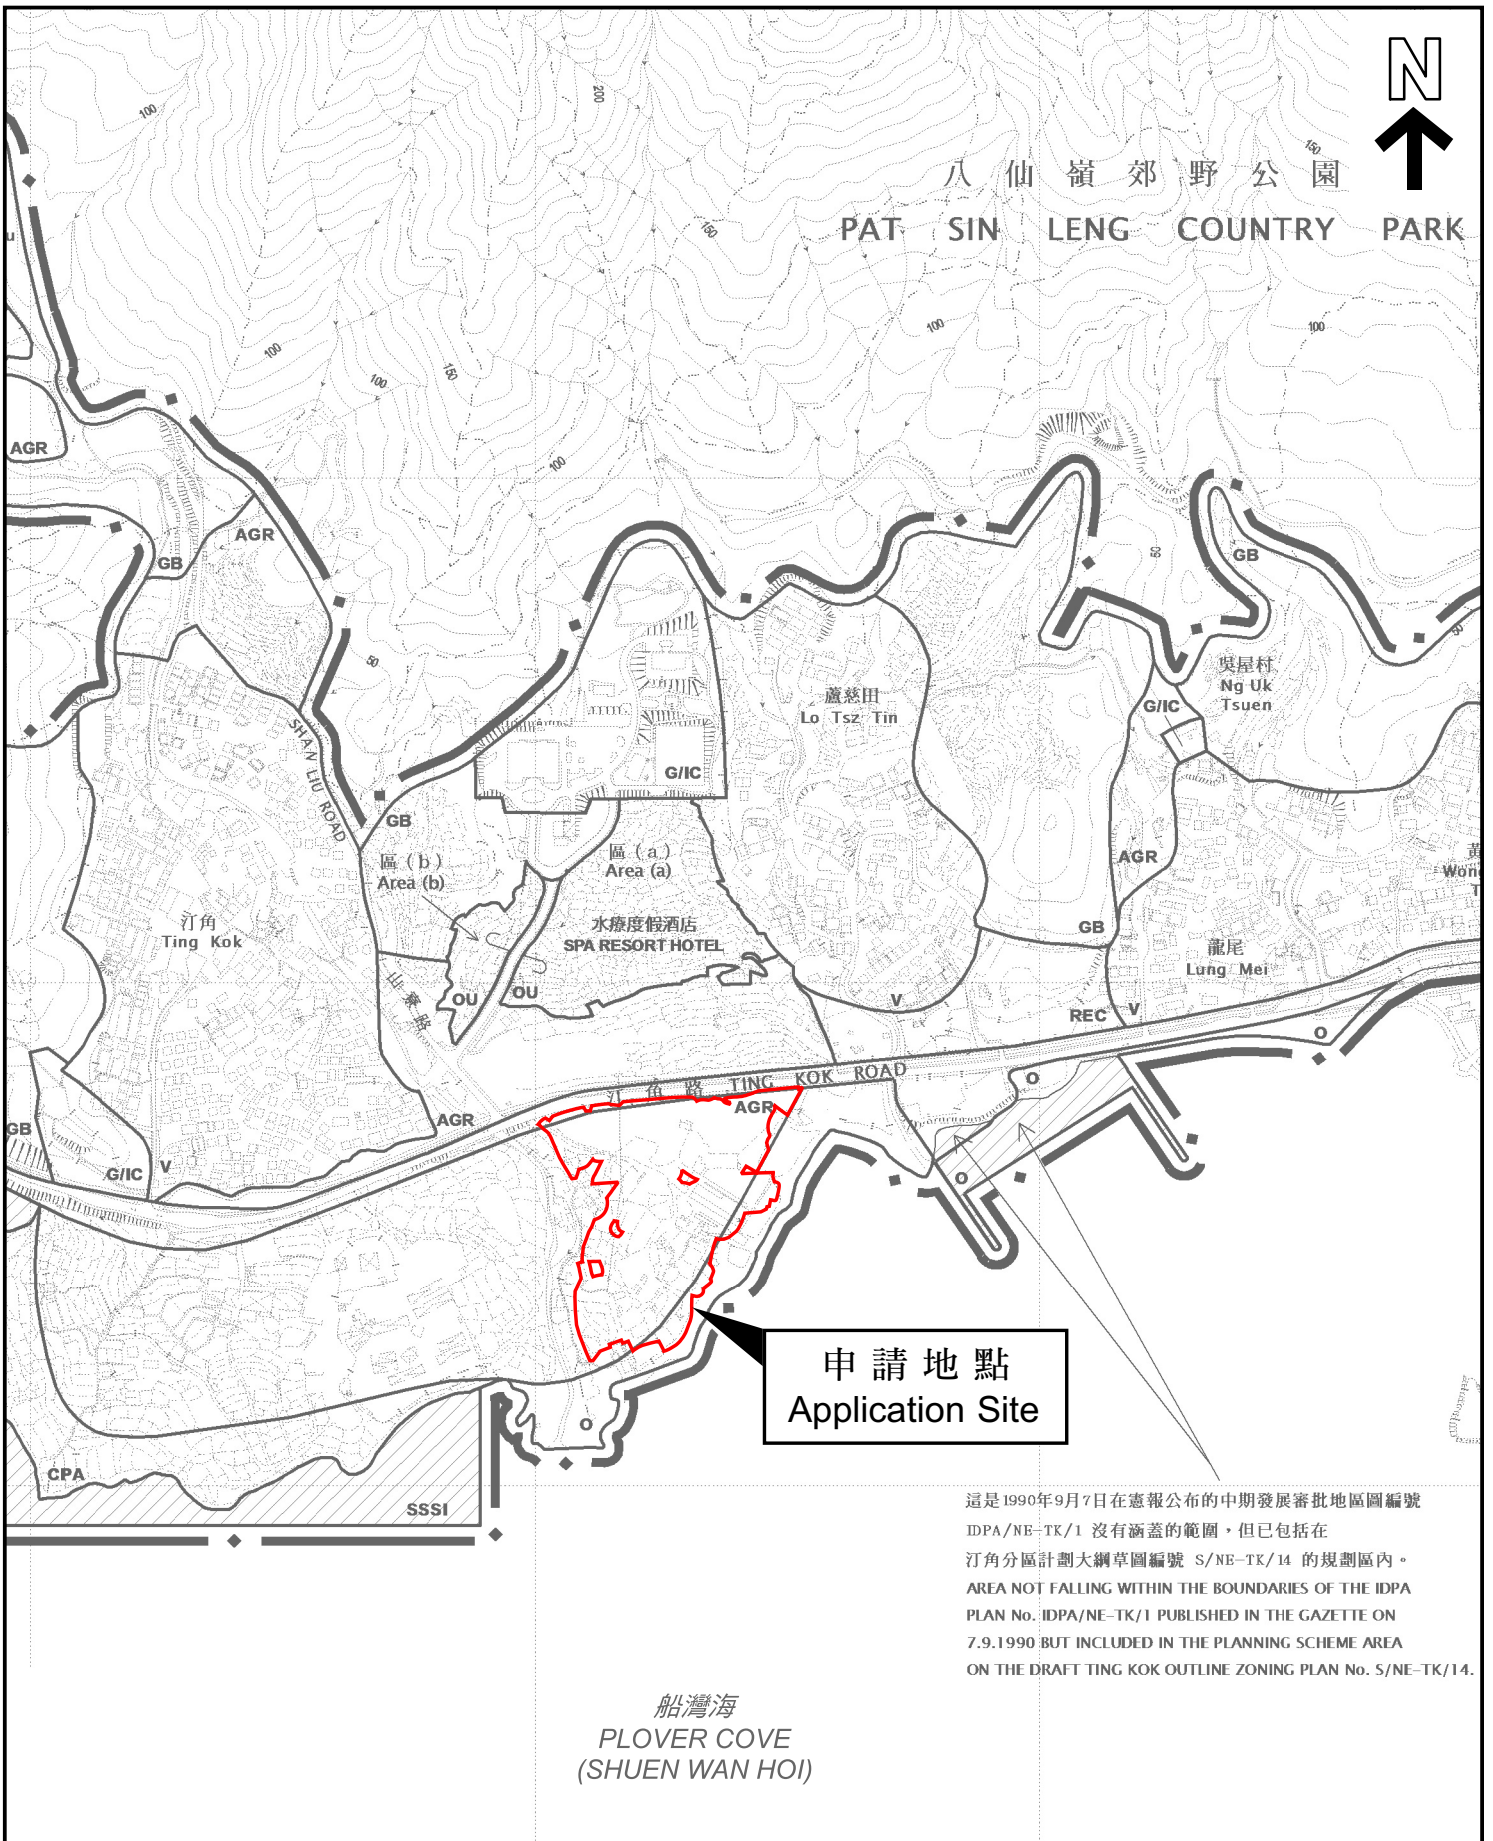 N
200
100
150
八仙嶺郊野公園
PAT SIN LENG COUNTRY PARK
150
100
100
100
100
150
AGR
100
AGR
GB
50
GB
50
吳屋村
Ng Uk
Tsuen
蘆慈田
Lo Tsz Tin
G/IC
SHAN LIU ROAD
G/IC
GB
區(b)
Area (b)
區(a)
Area (a)
AGR
汀角
Ting Kok
水療度假酒店
SPA RESORT HOTEL
GB
龍尾
Lung Mei
山寮路
OU
OU
V
REC
V
O
汀角路 TING KOK ROAD
O
AGR
AGR
GB
G/IC
V
O
申請地點
Application Site
O
CPA
SSSI
這是1990年9月7日在憲報公布的中期發展審批地區圖編號
IDPA/NE-TK/1 沒有涵蓋的範圍，但已包括在
汀角分區計劃大綱草圖編號 S/NE-TK/14 的規劃區內。
AREA NOT FALLING WITHIN THE BOUNDARIES OF THE IDPA
PLAN No. IDPA/NE-TK/1 PUBLISHED IN THE GAZETTE ON
7.9.1990 BUT INCLUDED IN THE PLANNING SCHEME AREA
ON THE DRAFT TING KOK OUTLINE ZONING PLAN No. S/NE-TK/14.
船灣海
PLOVER COVE
(SHUEN WAN HOI)